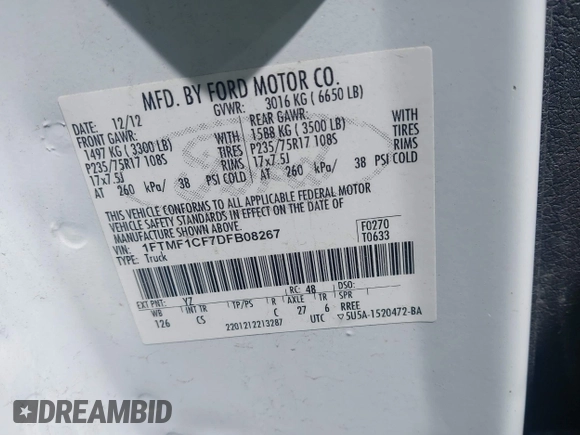 MFD. BY FORD MOTOR CO.
DATE: 12/12 GVWR: 3016 KG ( 6650 LB)
FRONT GAWR: REAR GAWR:
1497 KG ( 3300 LB) WITH 1588 KG ( 3500 LB) WITH
P235/75R17 108S TIRES P235/75R17 108S TIRES
17x7.5J RIMS 17x7.5J RIMS
AT 260 kPa/ 38 PSI COLD AT 260 kPa/ 38 PSI COLD
THIS VEHICLE CONFORMS TO ALL APPLICABLE FEDERAL MOTOR
VEHICLE SAFETY STANDARDS IN EFFECT ON THE DATE OF
MANUFACTURE SHOWN ABOVE.
VIN: 1FTMF1CF7DFB08267 F0270
TYPE: Truck T0633
EXT PNT: YZ RC: 48 DSO:
WB INT TR TP/PS R AXLE TR SPR
126 CS C 27 6 RREE
2201212213287 UTC ▽5U5A-1520472-BA
Ford
DREAMBID